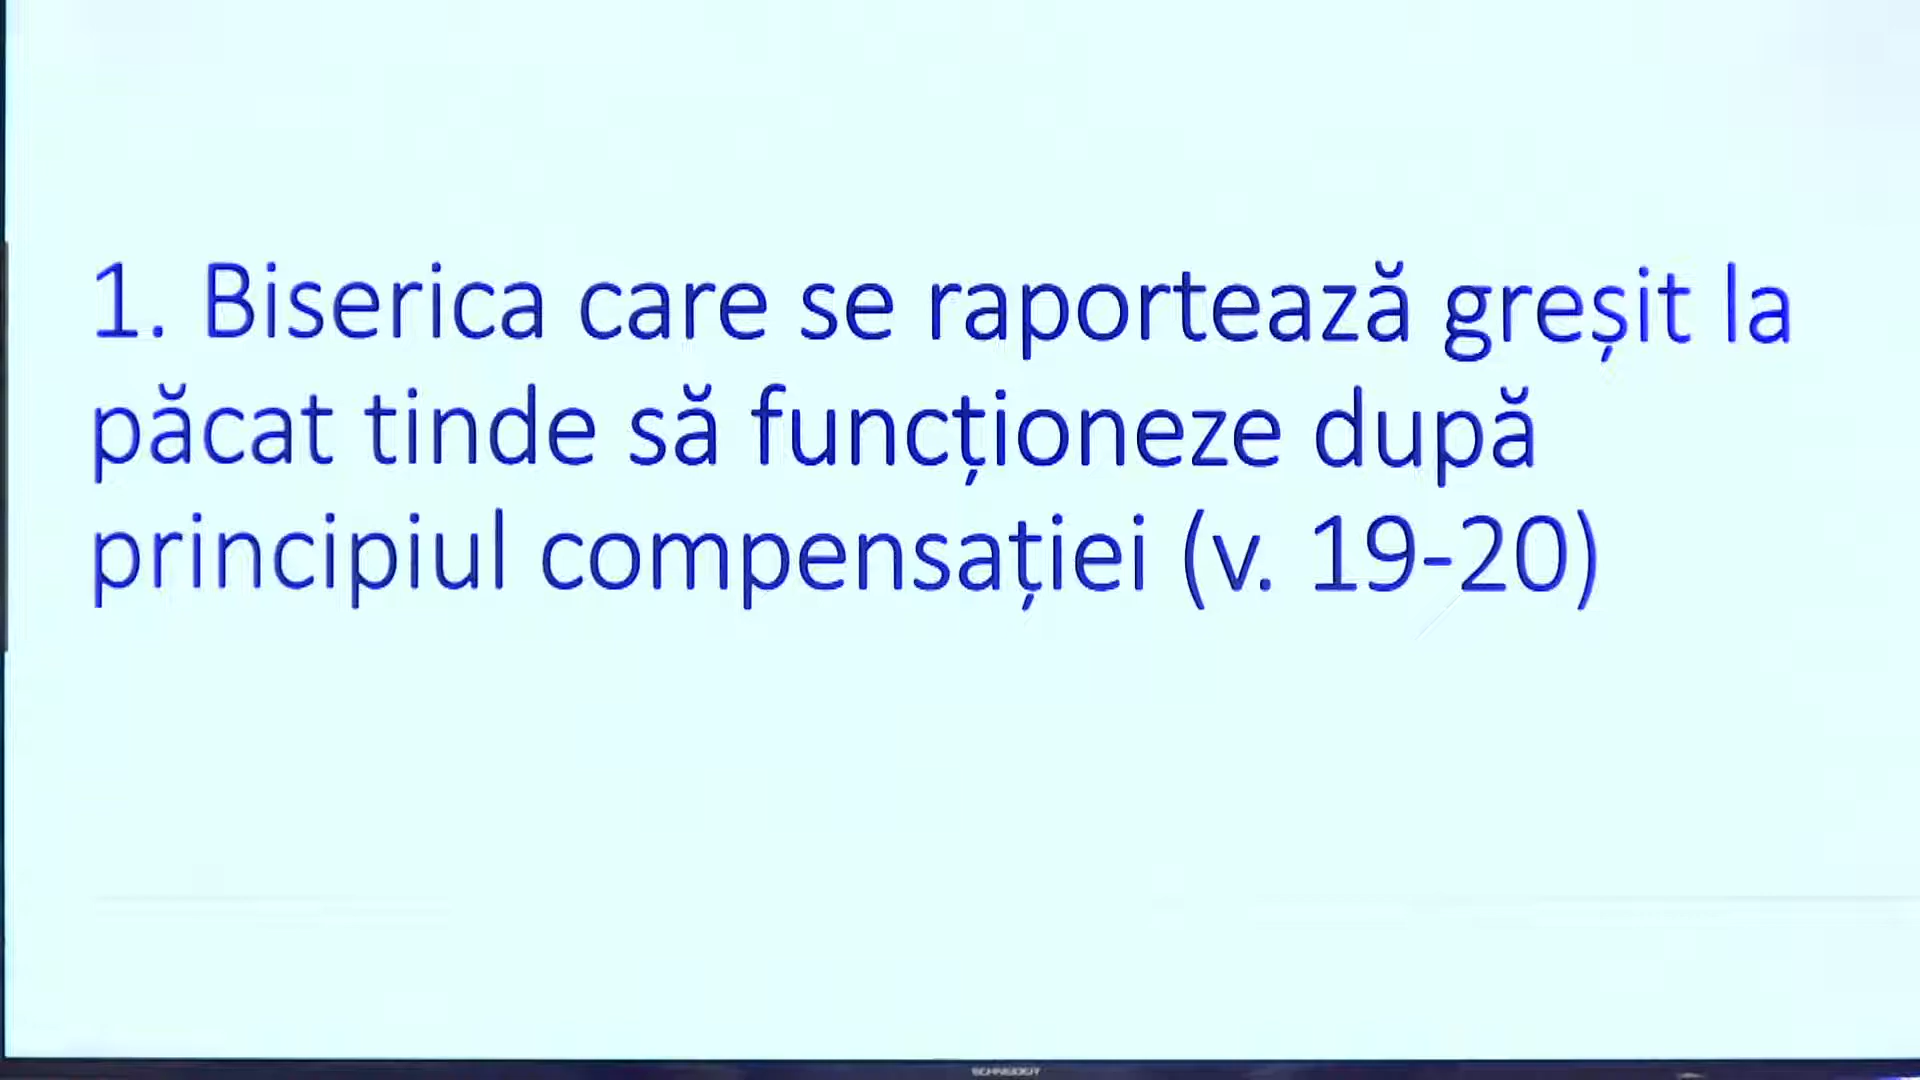 1. Biserica care se raportează greșit la
păcat tinde să funcționeze după
principiul compensației (v. 19-20)